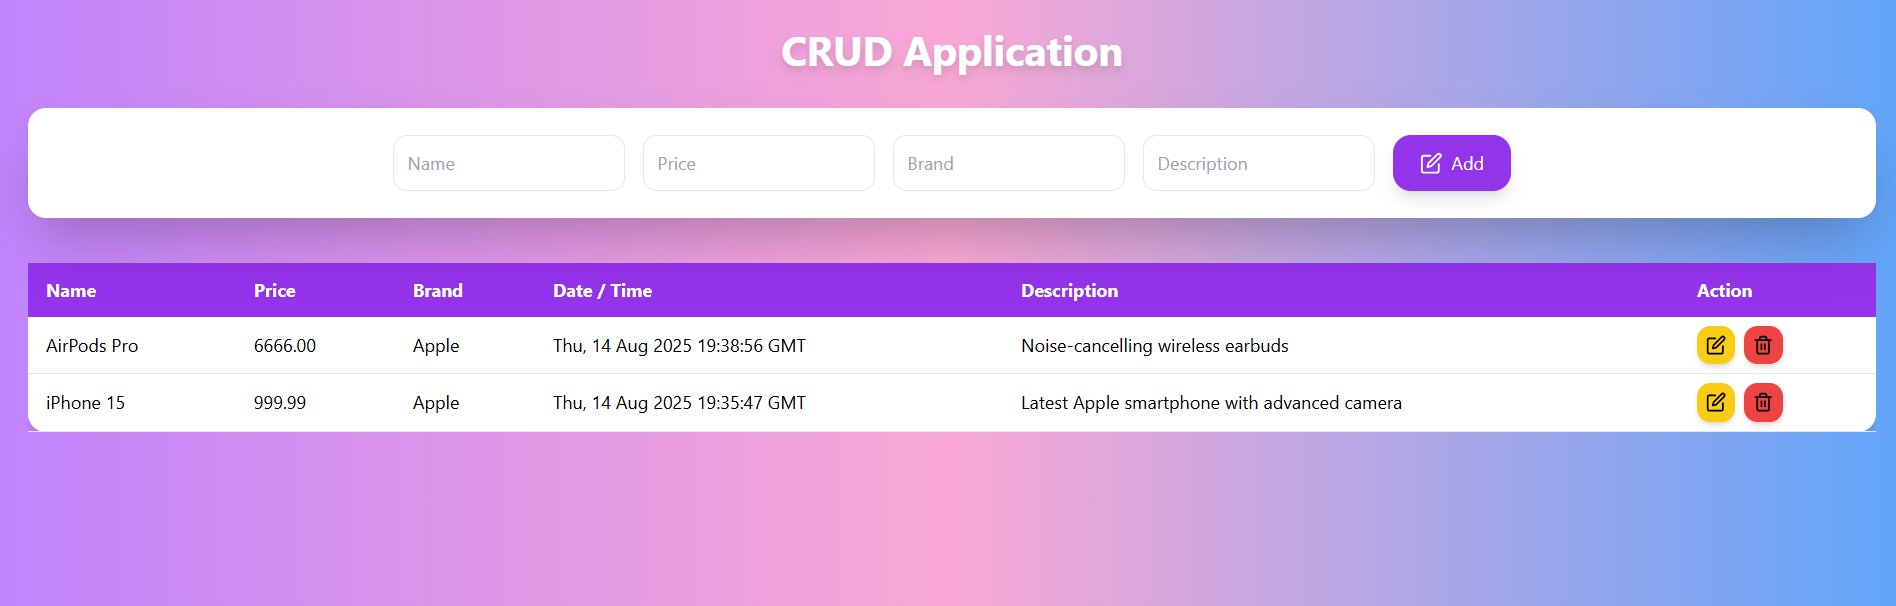 CRUD Application
Name Price Brand Description Add
Name Price Brand Date / Time Description Action
AirPods Pro 6666.00 Apple Thu, 14 Aug 2025 19:38:56 GMT Noise-cancelling wireless earbuds
iPhone 15 999.99 Apple Thu, 14 Aug 2025 19:35:47 GMT Latest Apple smartphone with advanced camera